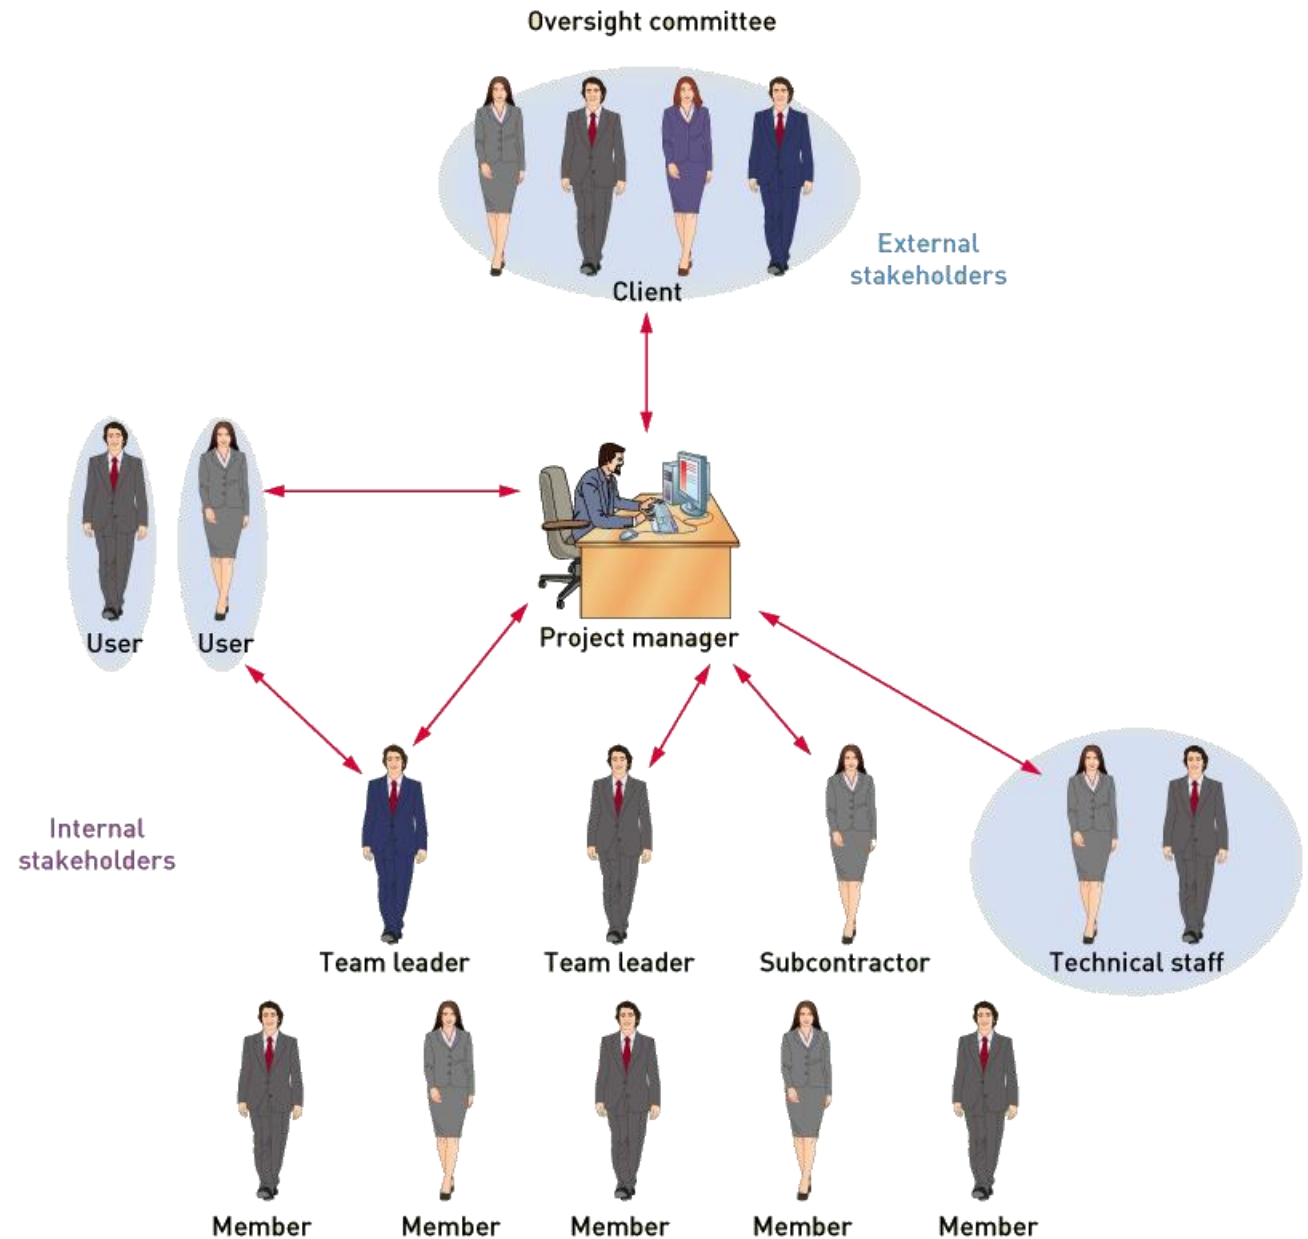 Oversight committee
External
stakeholders
Client
User
User
Project manager
Internal
stakeholders
Team leader
Team leader
Subcontractor
Technical staff
Member
Member
Member
Member
Member